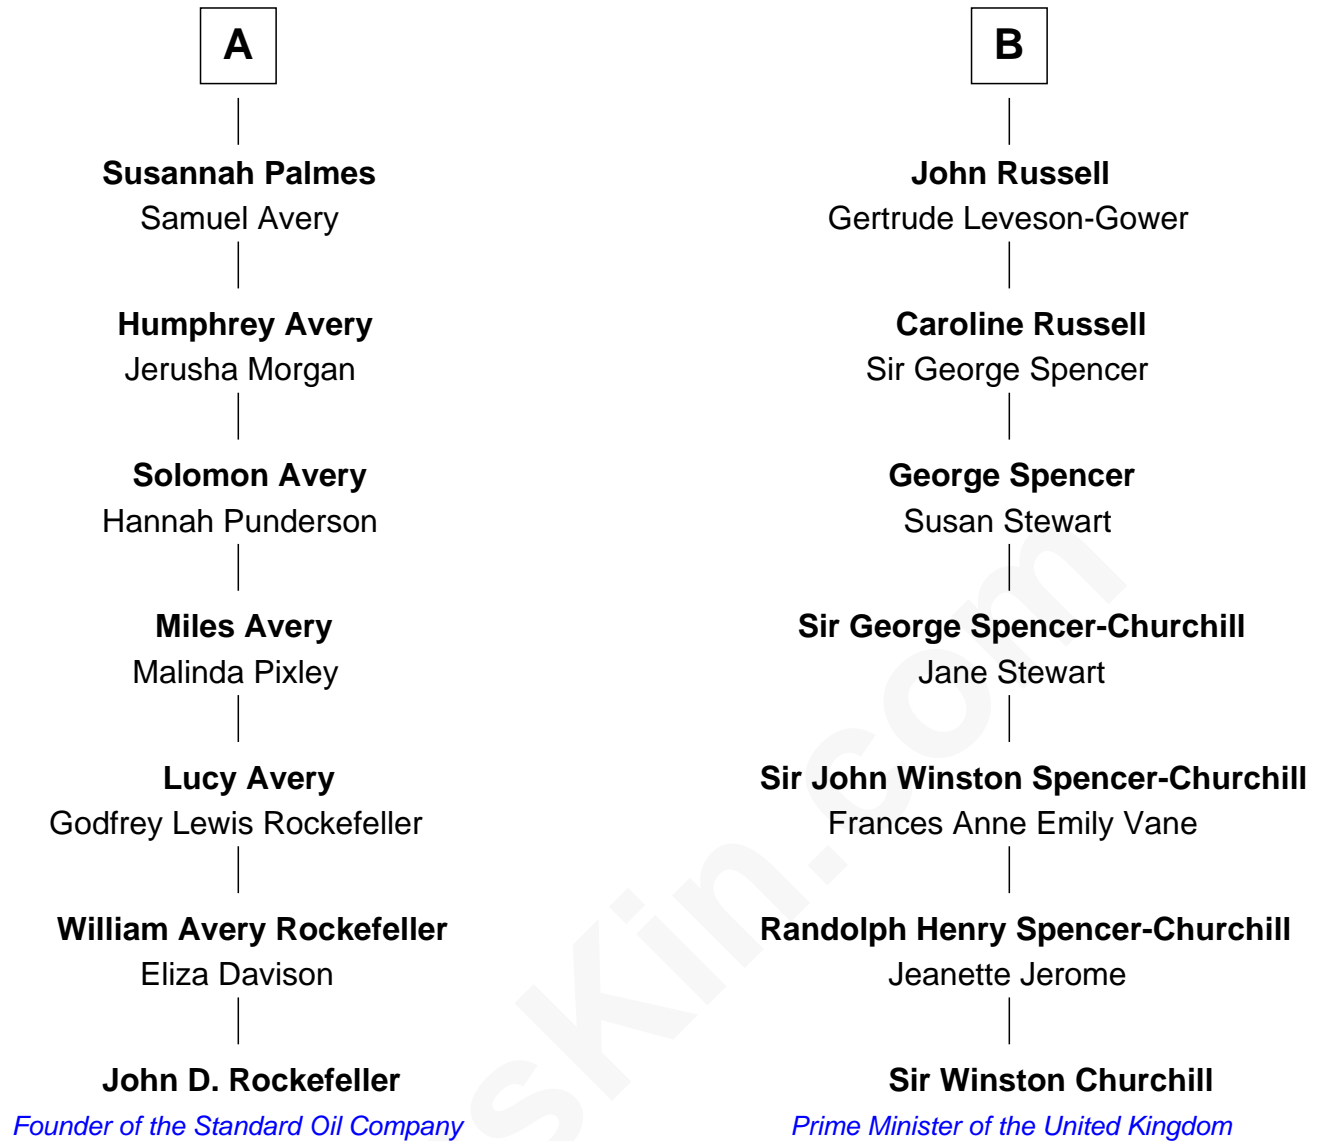 A
Susannah Palmes
Samuel Avery
Humphrey Avery
Jerusha Morgan
Solomon Avery
Hannah Punderson
Miles Avery
Malinda Pixley
Lucy Avery
Godfrey Lewis Rockefeller
William Avery Rockefeller
Eliza Davison
John D. Rockefeller
Founder of the Standard Oil Company
B
John Russell
Gertrude Leveson-Gower
Caroline Russell
Sir George Spencer
George Spencer
Susan Stewart
Sir George Spencer-Churchill
Jane Stewart
Sir John Winston Spencer-Churchill
Frances Anne Emily Vane
Randolph Henry Spencer-Churchill
Jeanette Jerome
Sir Winston Churchill
Prime Minister of the United Kingdom
sKin.com